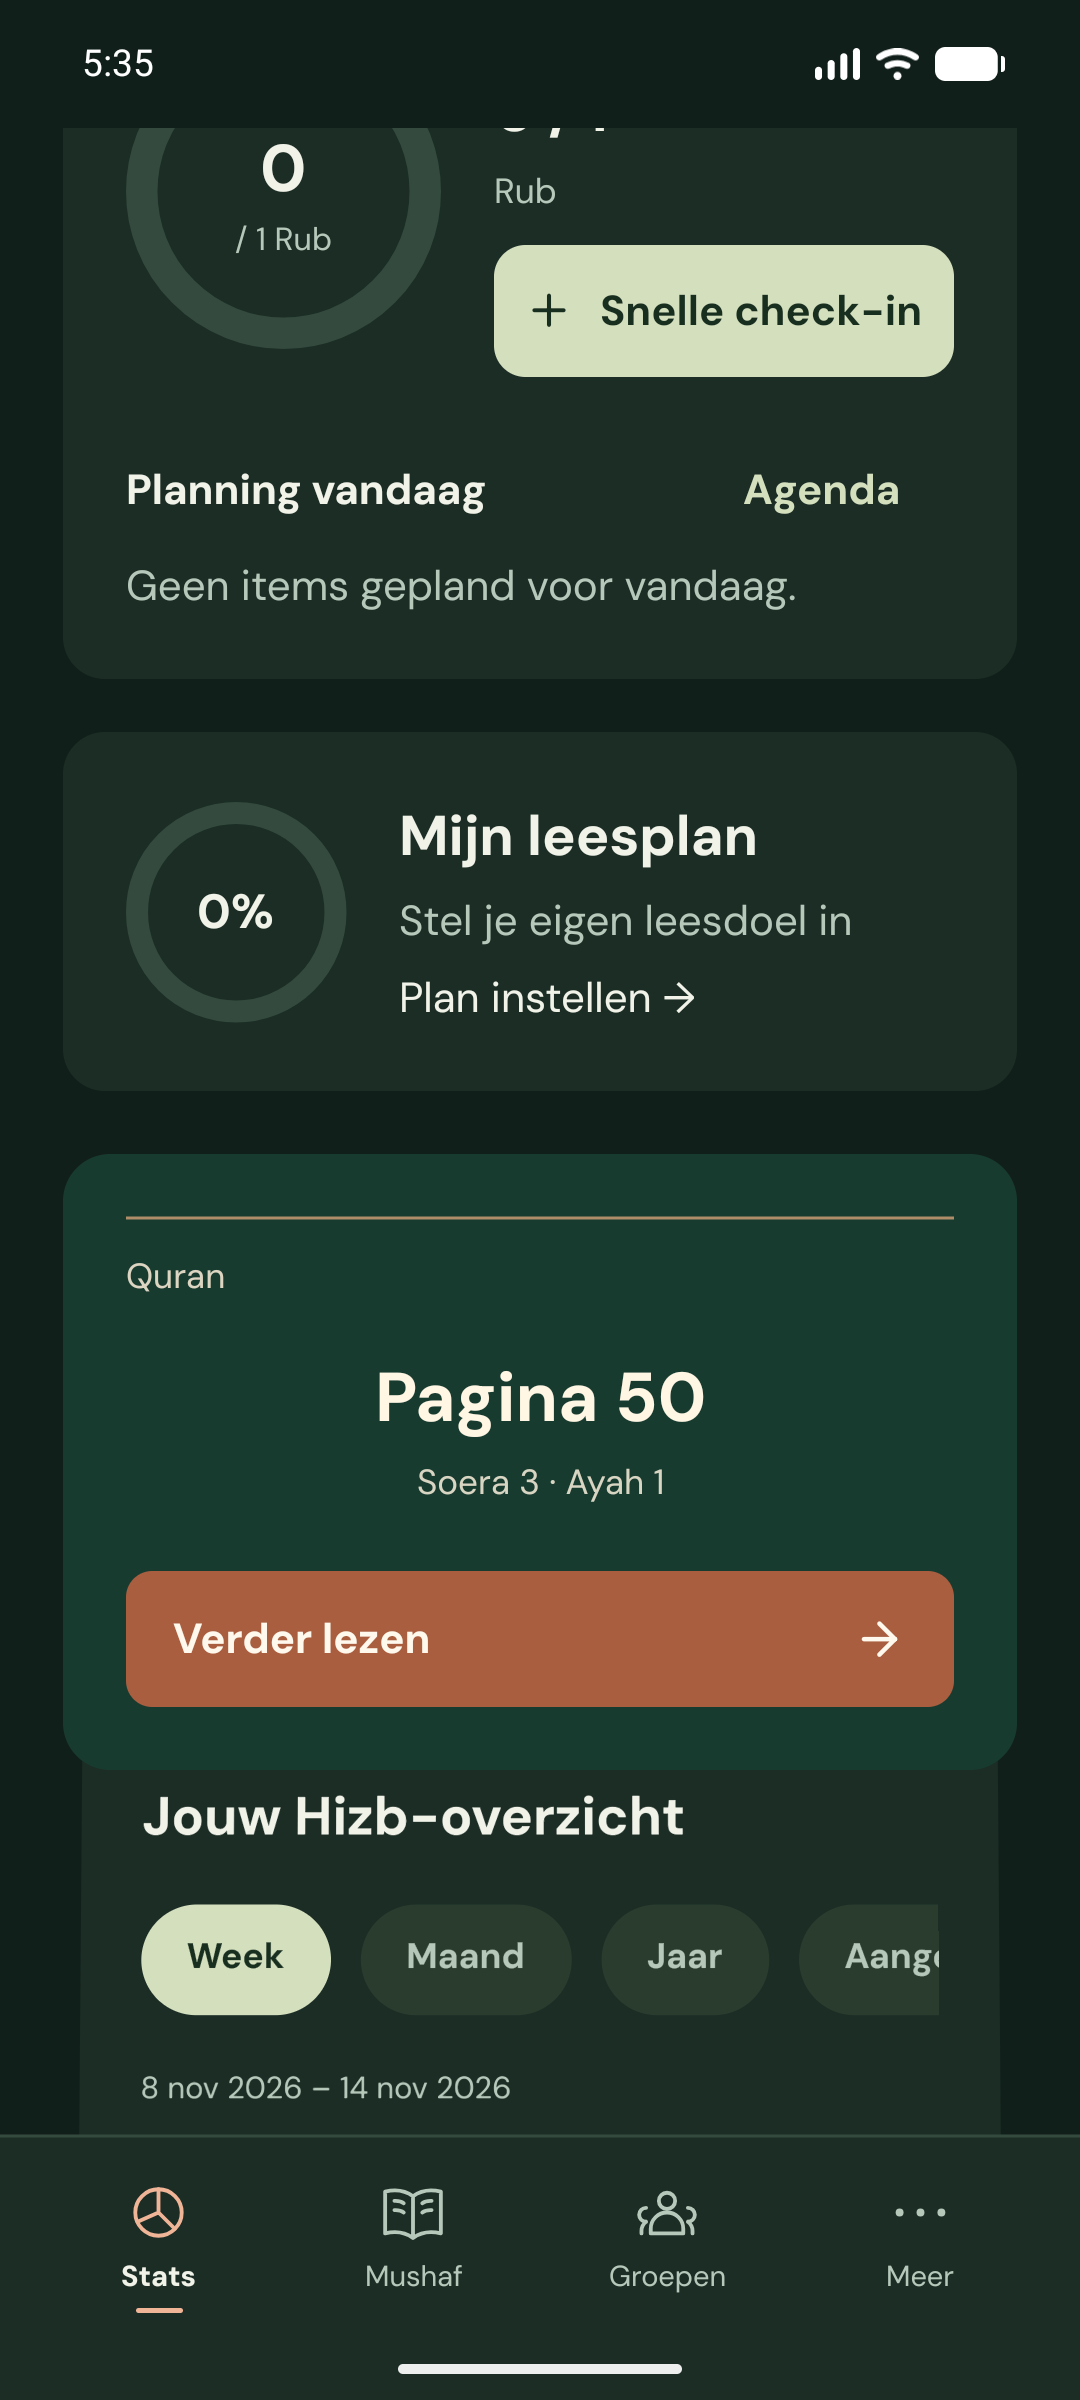 5:35
0
/ 1 Rub
Rub
Snelle check-in
Planning vandaag
Agenda
Geen items gepland voor vandaag.
0%
Mijn leesplan
Stel je eigen leesdoel in
Plan instellen →
Quran
Pagina 50
Soera 3 · Ayah 1
Verder lezen
Jouw Hizb-overzicht
Week
Maand
Jaar
8 nov 2026 – 14 nov 2026
Stats
Mushaf
Groepen
Meer